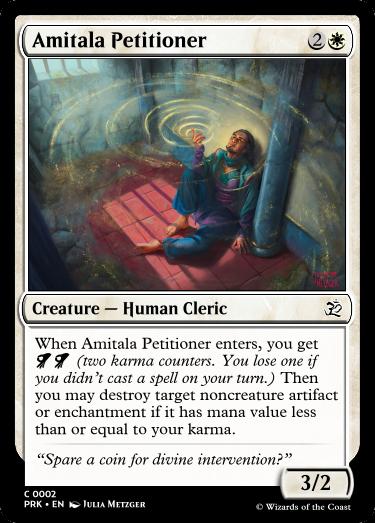 Amitala Petitioner
2
Creature — Human Cleric
When Amitala Petitioner enters, you get
(two karma counters. You lose one if
you didn't cast a spell on your turn.) Then
you may destroy target noncreature artifact
or enchantment if it has mana value less
than or equal to your karma.
“Spare a coin for divine intervention?”
3/2
C 0002
PRK • EN JULIA METZGER
© Wizards of the Coast